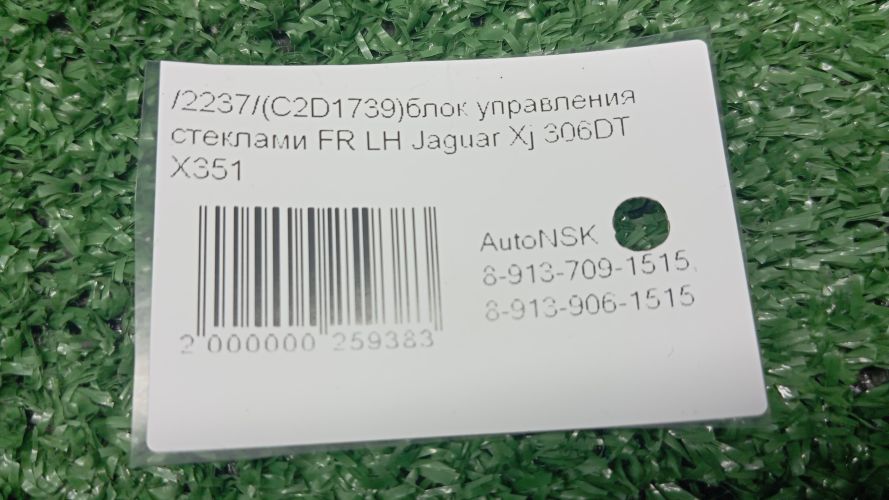 /2237/(C2D1739)блок управления
стеклами FR LH Jaguar Xj 306DT
X351
AutoNSK
8-913-709-1515,
8-913-906-1515
2 000000 259383